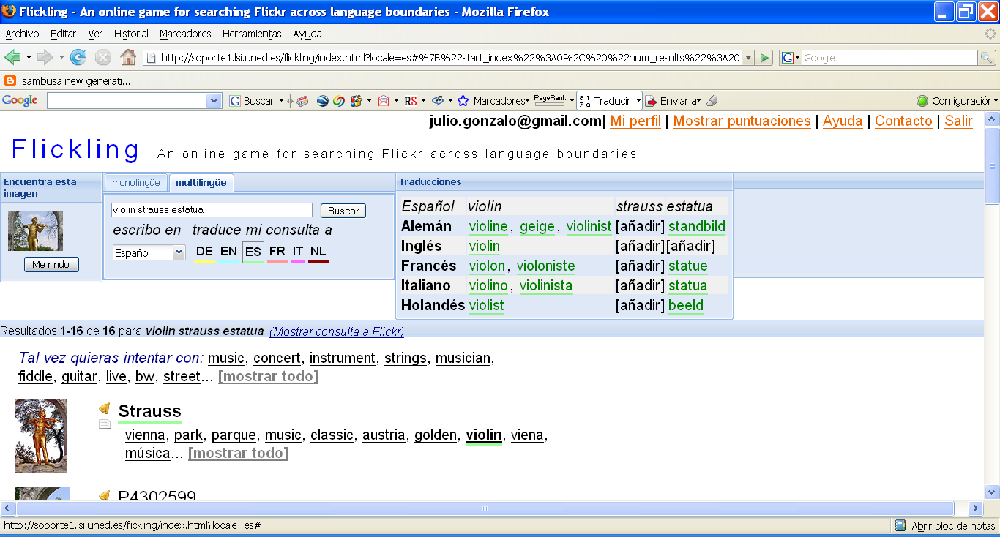 Flickling - An online game for searching Flickr across language boundaries - Mozilla Firefox
Archivo Editar Ver Historial Marcadores Herramientas Ayuda
http://soporte1.lsi.uned.es/flickling/index.html?locale=es#%7B%22start_index%22%3A0%2C%20%22num_results%22%3A2C Google
sambusa new generati...
Google Buscar RS Marcadores PageRank Traducir Enviar a Configuración
julio.gonzalo@gmail.com| Mi perfil | Mostrar puntuaciones | Ayuda | Contacto | Salir
Flickling An online game for searching Flickr across language boundaries
Encuentra esta imagen
Me rindo
monolingüe multilingüe
violin strauss estatua Buscar
escribo en traduce mi consulta a
Español DE EN ES FR IT NL
Traducciones
Español violin strauss estatua
Alemán violine, geige, violinist [añadir] standbild
Inglés violin [añadir][añadir]
Francés violon, violoniste [añadir] statue
Italiano violino, violinista [añadir] statua
Holandés violist [añadir] beeld
Resultados 1-16 de 16 para violin strauss estatua (Mostrar consulta a Flickr)
Tal vez quieras intentar con: music, concert, instrument, strings, musician,
fiddle, guitar, live, bw, street... [mostrar todo]
Strauss
vienna, park, parque, music, classic, austria, golden, violin, viena,
música... [mostrar todo]
P4302599
http://soporte1.lsi.uned.es/flickling/index.html?locale=es# Abrir bloc de notas